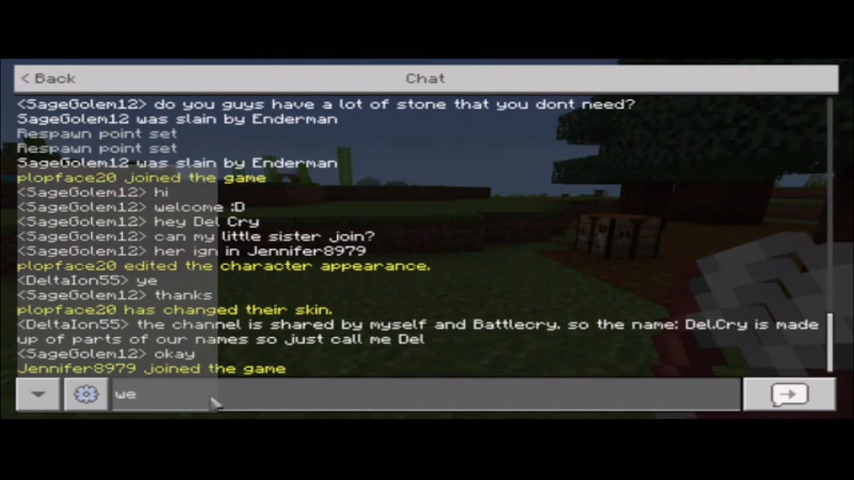 < Back
Chat
<SageGolem12> do you guys have a lot of stone that you dont need?
SageGolem12 was slain by Enderman
Respawn point set
Respawn point set
SageGolem12 was slain by Enderman
plopface20 joined the game
<SageGolem12> hi
<SageGolem12> welcome :D
<SageGolem12> hey Del Cry
<SageGolem12> can my little sister join?
<SageGolem12> her ign in Jennifer8979
plopface20 edited the character appearance.
<DeltaIon55> ye
<SageGolem12> thanks
plopface20 has changed their skin.
<DeltaIon55> the channel is shared by myself and Battlecry, so the name: Del.Cry is made
up of parts of our names so just call me Del
<SageGolem12> okay
Jennifer8979 joined the game
we